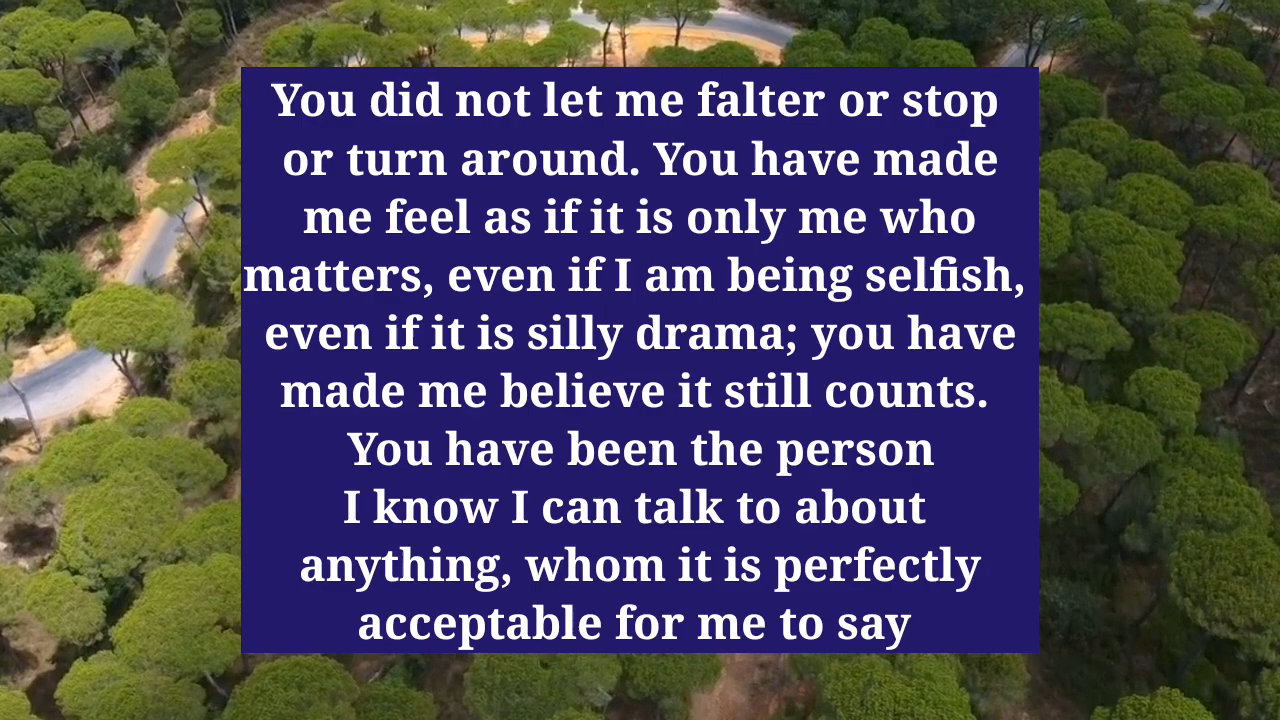 You did not let me falter or stop
or turn around. You have made
me feel as if it is only me who
matters, even if I am being selfish,
even if it is silly drama; you have
made me believe it still counts.
You have been the person
I know I can talk to about
anything, whom it is perfectly
acceptable for me to say